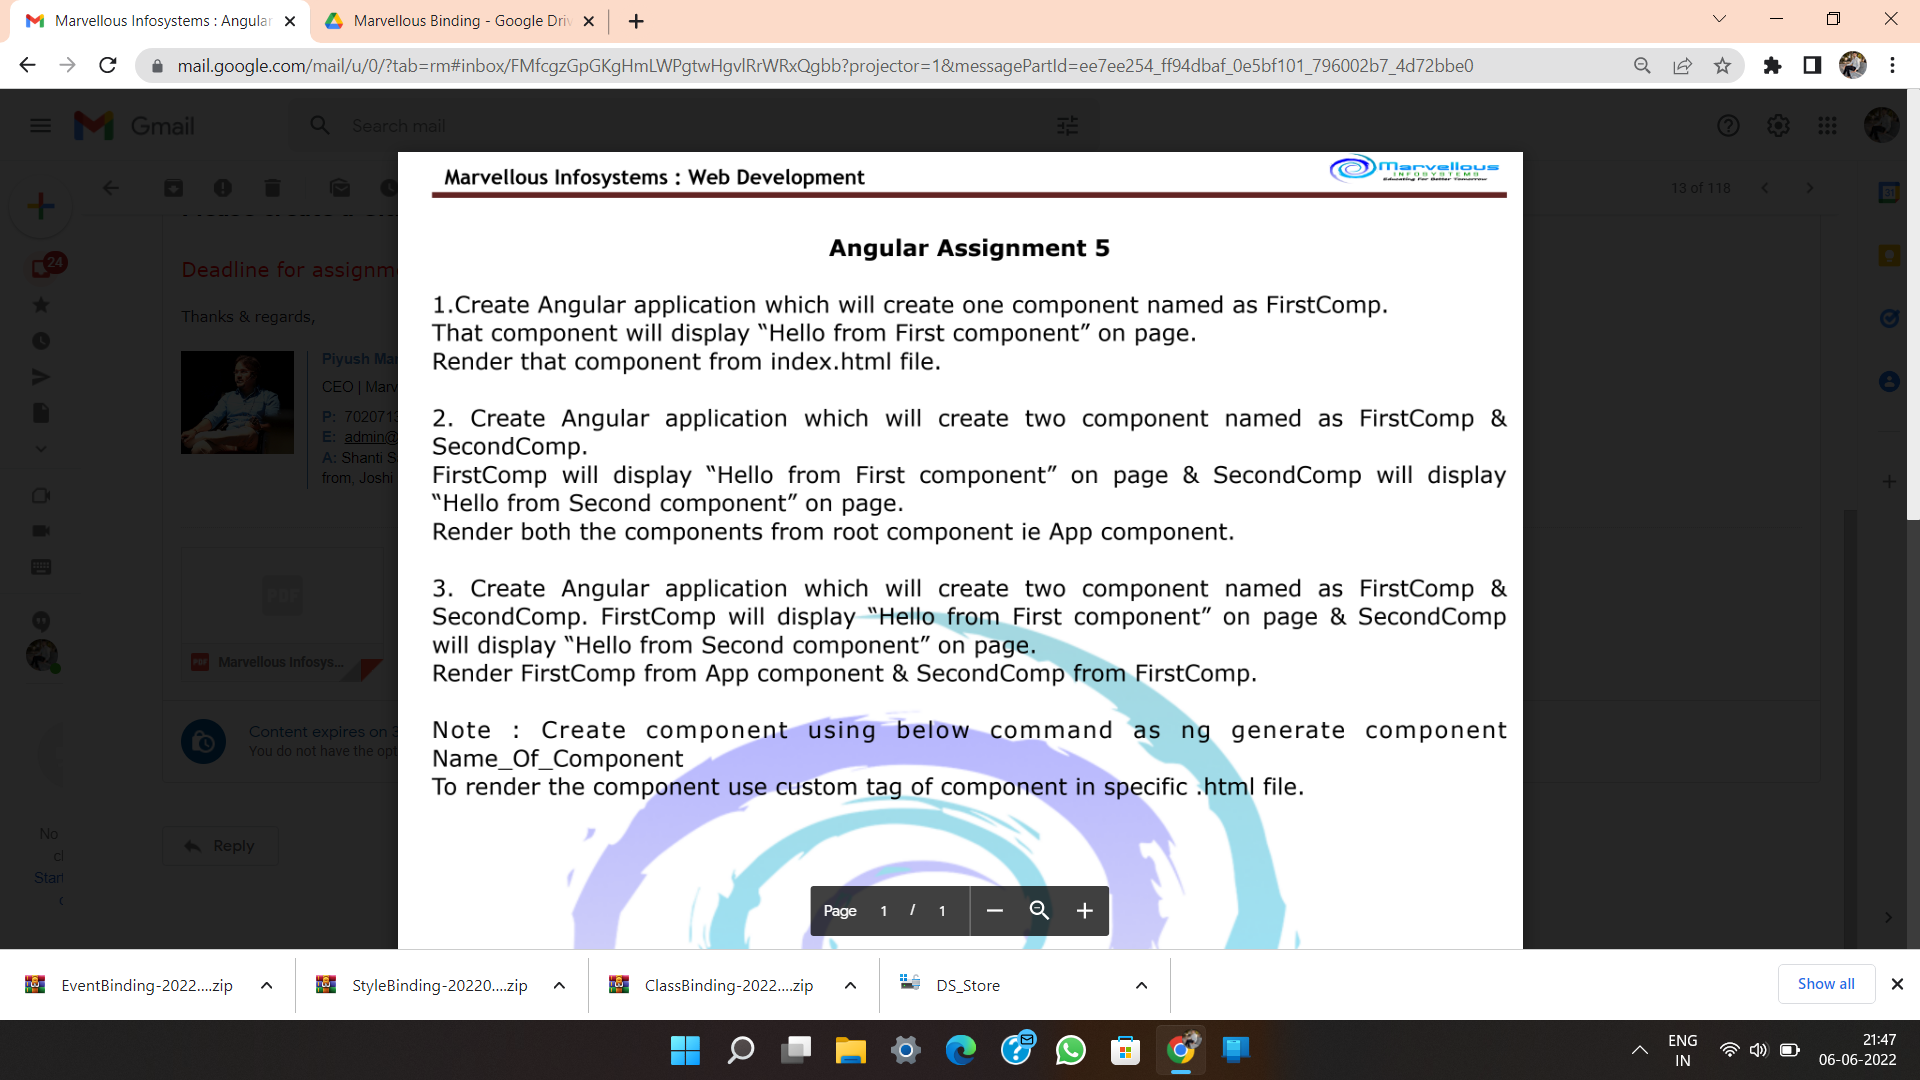 Marvellous Infosystems : Angular
Marvellous Binding - Google Driv
mail.google.com/mail/u/0/?tab=rm#inbox/FMfcgzGpGKgHmLWPgtwHgvlRrWRxQgbb?projector=1&messagePartId=ee7ee254_ff94dbaf_0e5bf101_796002b7_4d72bbe0
Gmail
Search mail
13 of 118
Marvellous Infosystems : Web Development
Marvellous
INFOSYSTEMS
Educating For Better Tomorrow
24
Deadline for assignm
Thanks & regards,
Piyush Ma
CEO | Marv
P: 702071
E: admin@
A: Shanti S
from, Joshi
Angular Assignment 5
1.Create Angular application which will create one component named as FirstComp.
That component will display “Hello from First component” on page.
Render that component from index.html file.
2. Create Angular application which will create two component named as FirstComp &
SecondComp.
FirstComp will display “Hello from First component” on page & SecondComp will display
“Hello from Second component” on page.
Render both the components from root component ie App component.
3. Create Angular application which will create two component named as FirstComp &
SecondComp. FirstComp will display “Hello from First component” on page & SecondComp
will display “Hello from Second component” on page.
Render FirstComp from App component & SecondComp from FirstComp.
Note : Create component using below command as ng generate component
Name_Of_Component
To render the component use custom tag of component in specific .html file.
PDF
PDF Marvellous Infosys...
Content expires on
You do not have the opt
No
Start
Reply
Page 1 / 1
EventBinding-2022....zip
StyleBinding-20220....zip
ClassBinding-2022....zip
DS_Store
Show all
ENG
IN
21:47
06-06-2022